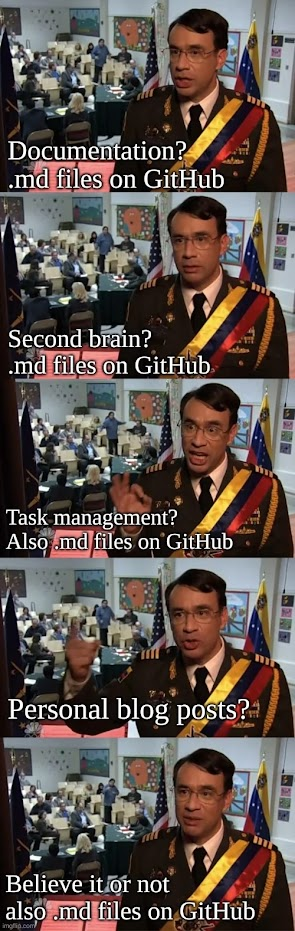 Documentation?
.md files on GitHub
Second brain?
.md files on GitHub
Task management?
Also .md files on GitHub
Personal blog posts?
Believe it or not
also .md files on GitHub
imgflip.com